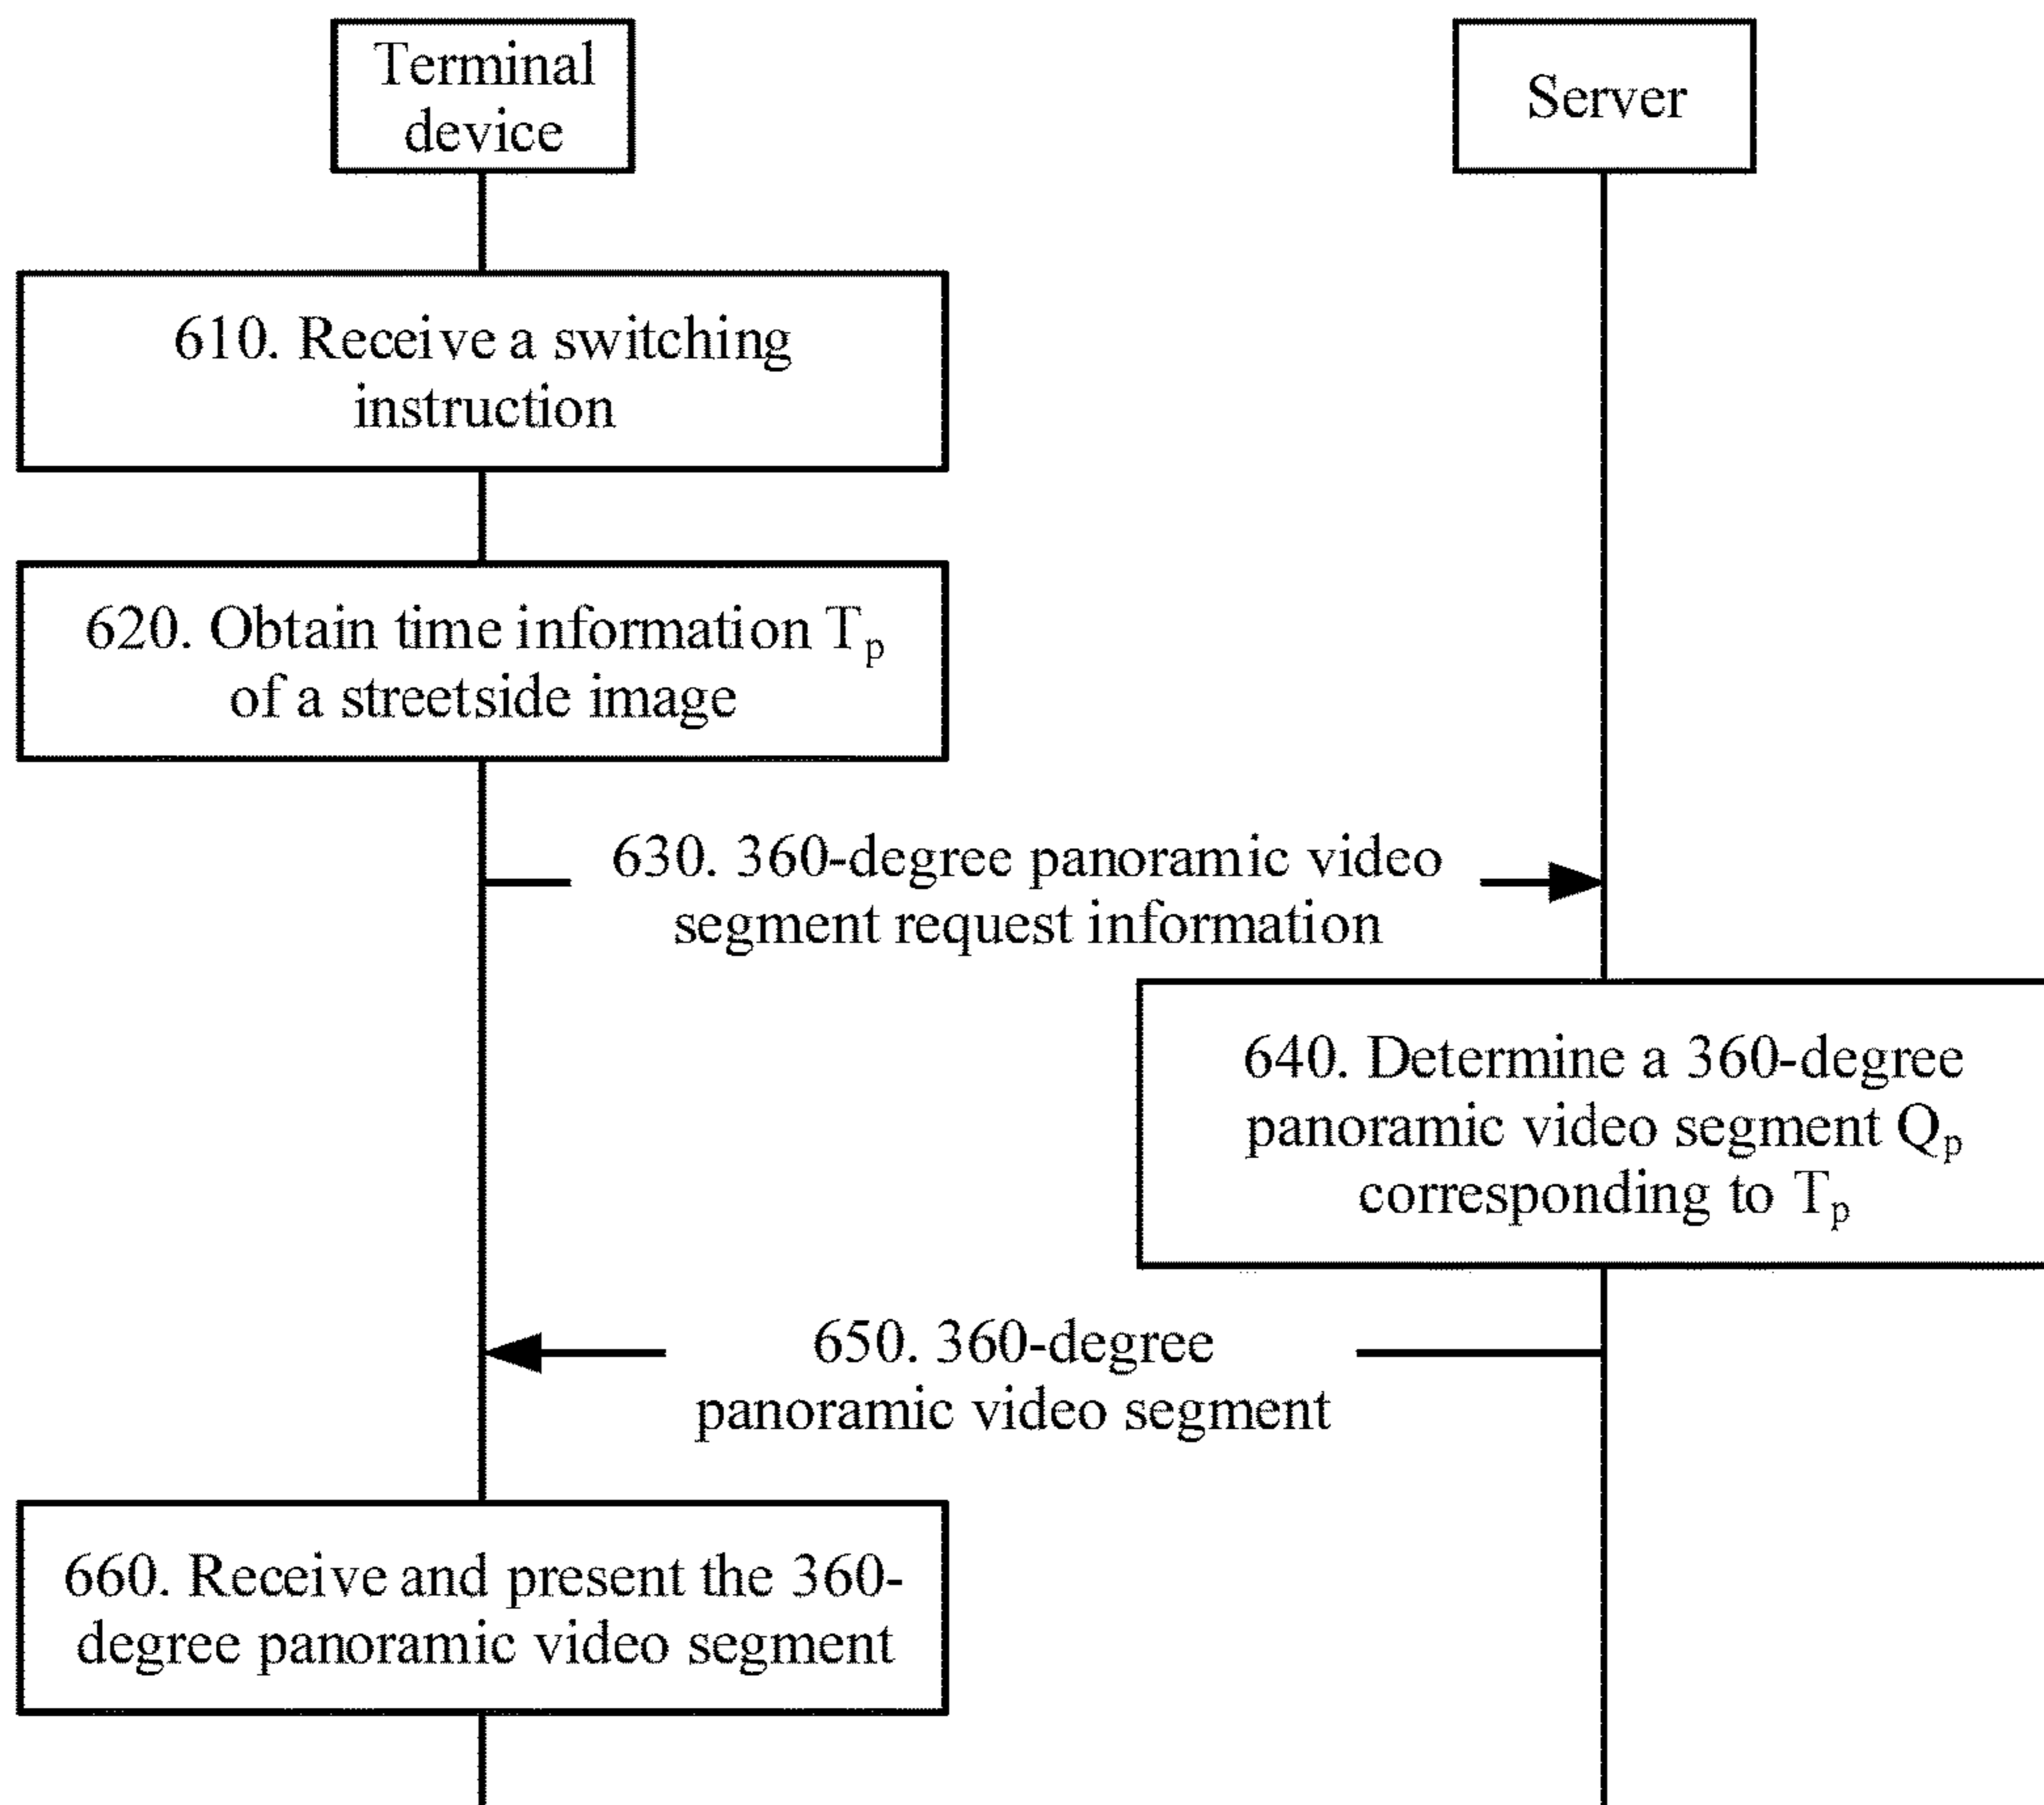 Terminal
device
Server
610. Receive a switching
instruction
620. Obtain time information Tₚ
of a streetside image
630. 360-degree panoramic video
segment request information
640. Determine a 360-degree
panoramic video segment Qₚ
corresponding to Tₚ
650. 360-degree
panoramic video segment
660. Receive and present the 360-
degree panoramic video segment